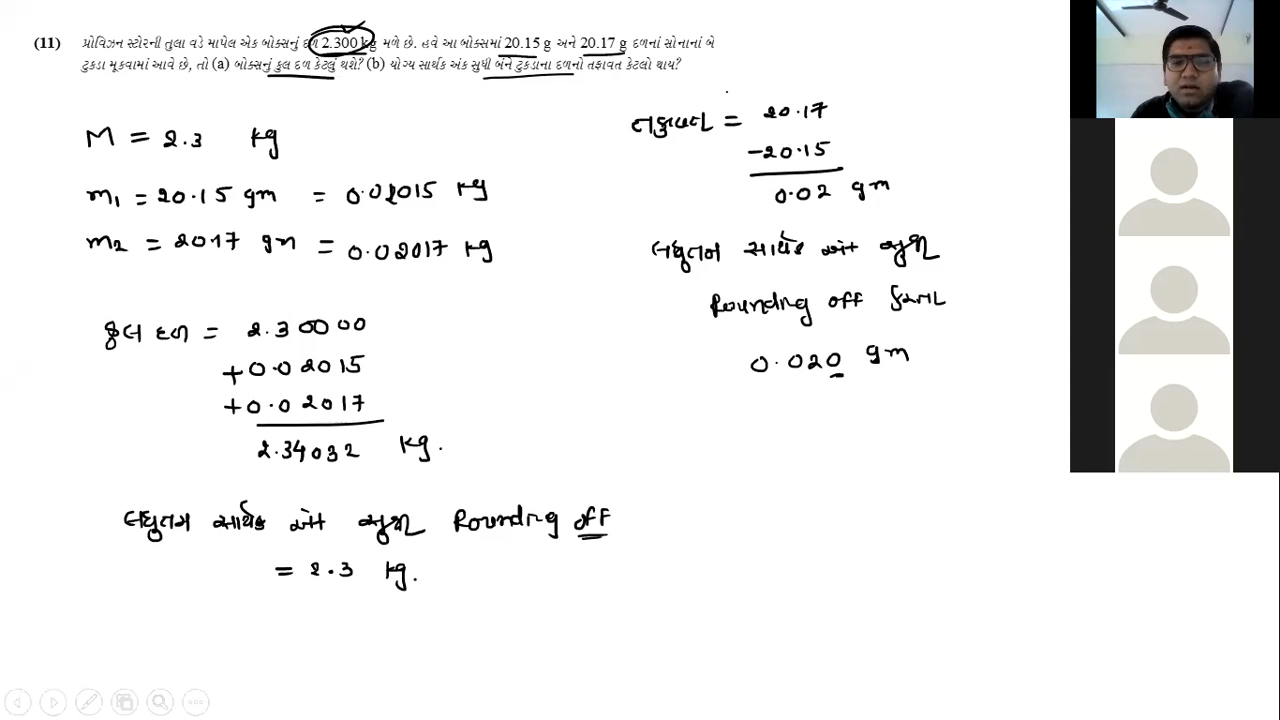 (11) પ્રોવિઝન સ્ટોરની તુલા વડે માપેલ એક બોક્સનું દળ 2.300 kg મળે છે. હવે આ બોક્સમાં 20.15 g અને 20.17 g દળનાં સોનાનાં બે
ટુકડા મૂકવામાં આવે છે, તો (a) બોક્સનું કુલ દળ કેટલું થશે? (b) યોગ્ય સાર્થક અંક સુધી બંને ટુકડાના દળનો તફાવત કેટલો થાય?
M = 2.3 kg
m1 = 20.15 gm = 0.02015 kg
m2 = 20.17 gm = 0.02017 kg
કુલ દળ = 2.30000
+0.02015
+0.02017
2.34032 kg.
લઘુતમ સાર્થક અંક મુજબ Rounding off
= 2.3 kg.
તફાવત = 20.17
-20.15
0.02 gm
લઘુતમ સાર્થક અંક મુજબ
Rounding off કરતાં
0.020 gm